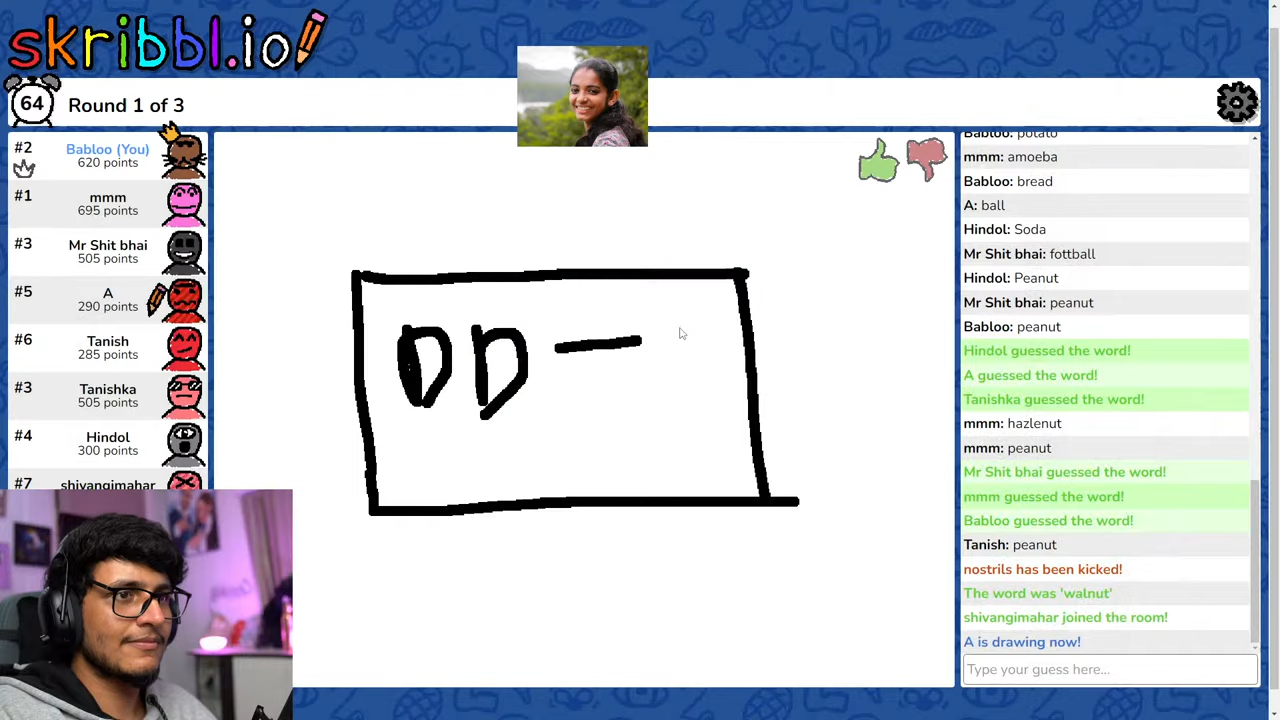 skribbl.io
64 Round 1 of 3
#2 Babloo (You)
620 points
#1 mmm
695 points
#3 Mr Shit bhai
505 points
#5 A
290 points
#6 Tanish
285 points
#3 Tanishka
505 points
#4 Hindol
300 points
#7 shivangimahar
DD—
Babloo: potato
mmm: amoeba
Babloo: bread
A: ball
Hindol: Soda
Mr Shit bhai: fottball
Hindol: Peanut
Mr Shit bhai: peanut
Babloo: peanut
Hindol guessed the word!
A guessed the word!
Tanishka guessed the word!
mmm: hazlenut
mmm: peanut
Mr Shit bhai guessed the word!
mmm guessed the word!
Babloo guessed the word!
Tanish: peanut
nostrils has been kicked!
The word was 'walnut'
shivangimahar joined the room!
A is drawing now!
Type your guess here...